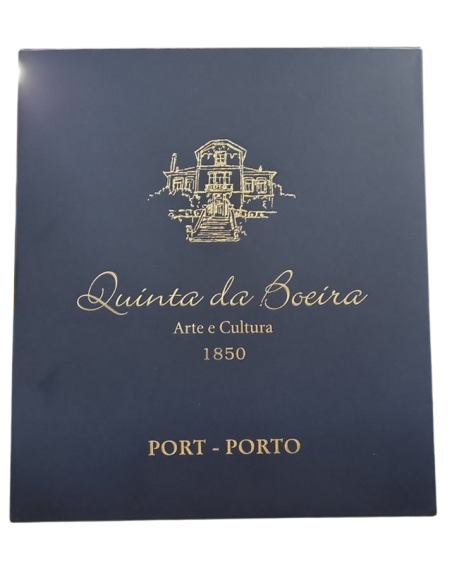 Quinta da Boeira
Arte e Cultura
1850
PORT - PORTO